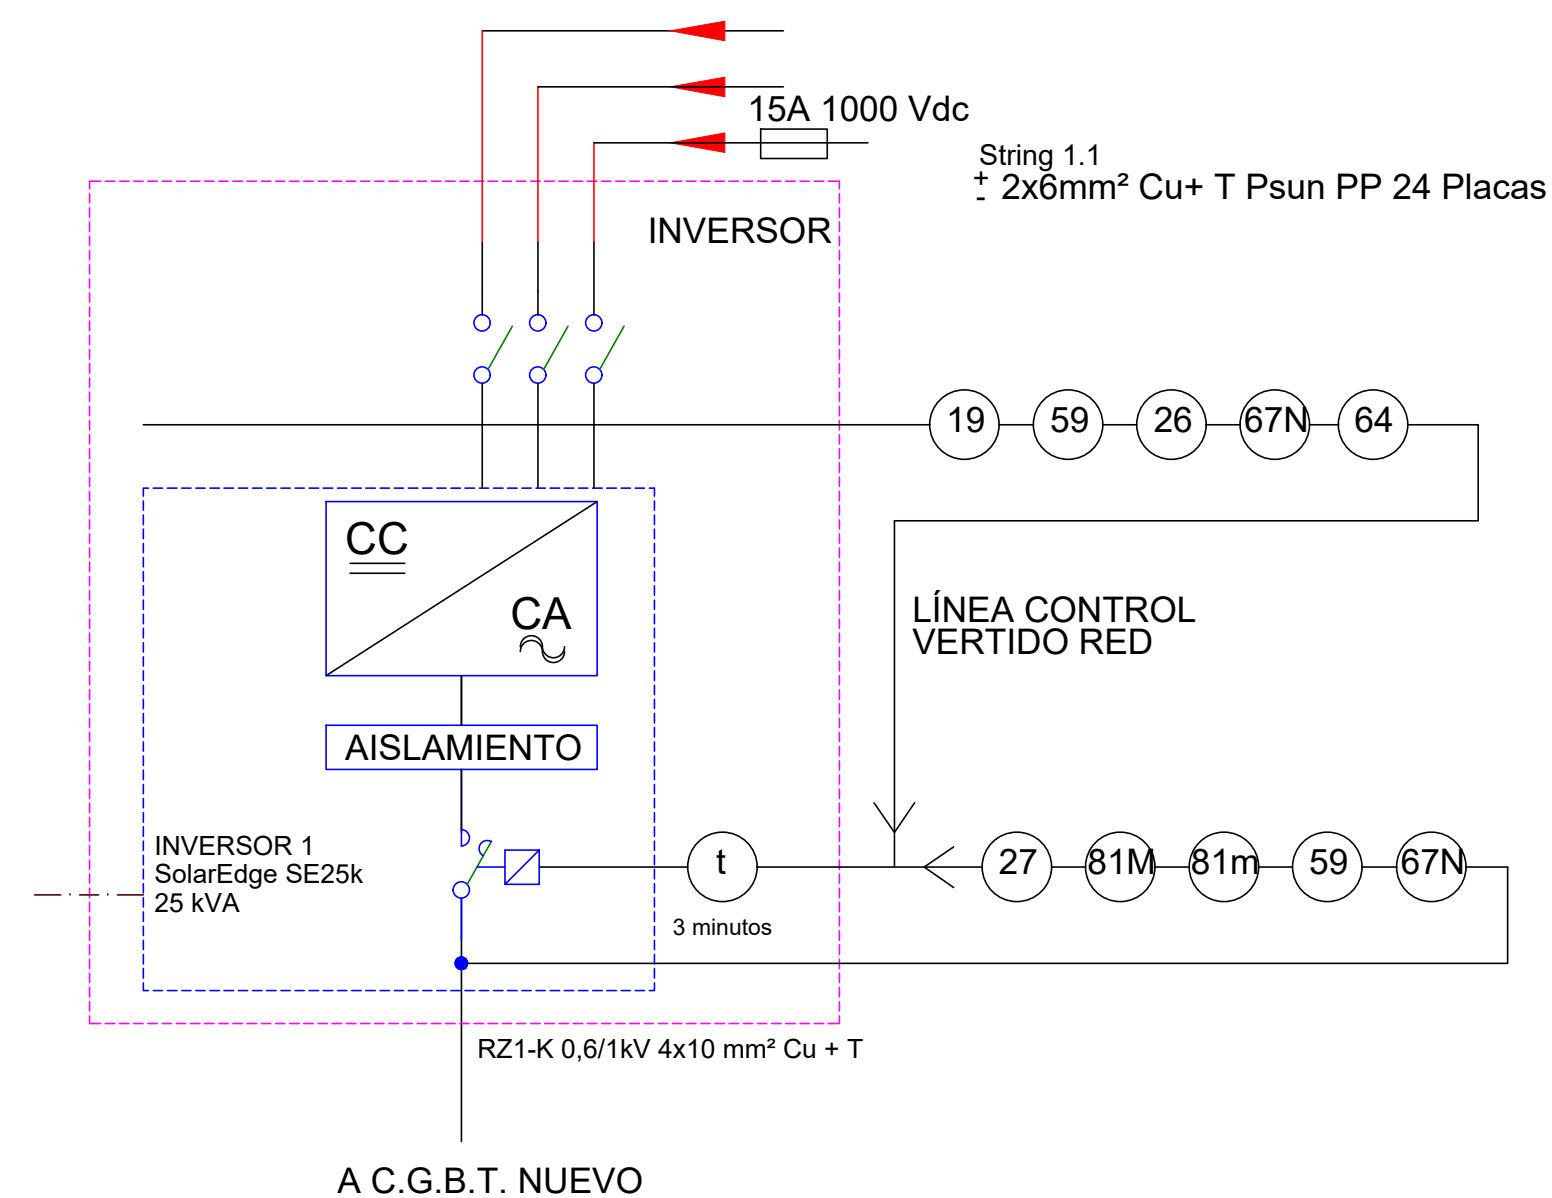 15A 1000 Vdc
String 1.1
+
- 2x6mm² Cu+ T Psun PP 24 Placas
INVERSOR
19 59 26 67N 64
CC
CA
LÍNEA CONTROL
VERTIDO RED
AISLAMIENTO
INVERSOR 1
SolarEdge SE25k
25 kVA
t
27 81M 81m 59 67N
3 minutos
RZ1-K 0,6/1kV 4x10 mm² Cu + T
A C.G.B.T. NUEVO